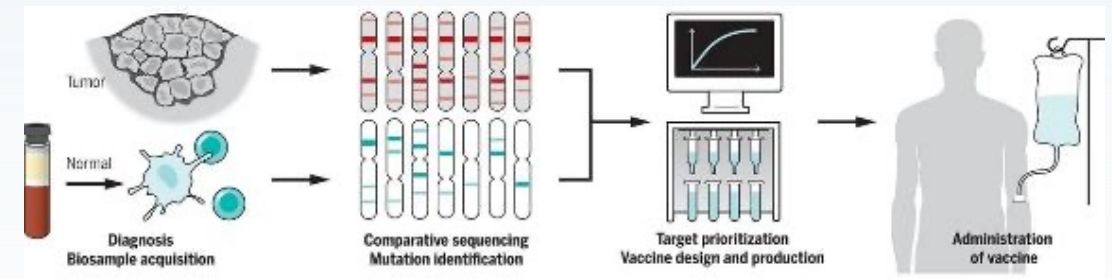 Tumor
Normal
Diagnosis
Biosample acquisition
Comparative sequencing
Mutation identification
Target prioritization
Vaccine design and production
Administration
of vaccine